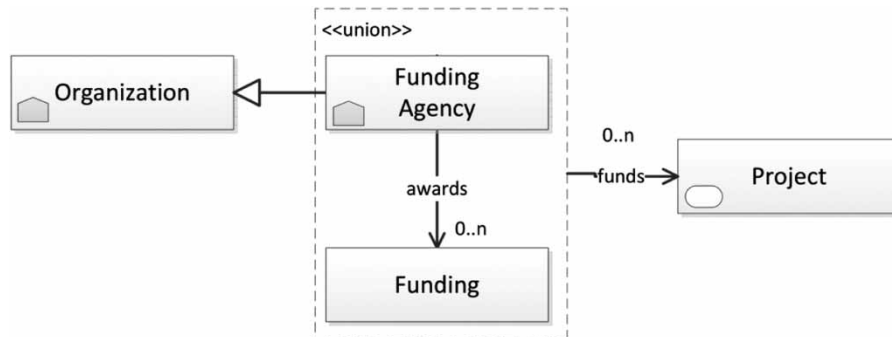 <<union>>
Organization
Funding
Agency
awards
0..n
Funding
0..n
funds
Project